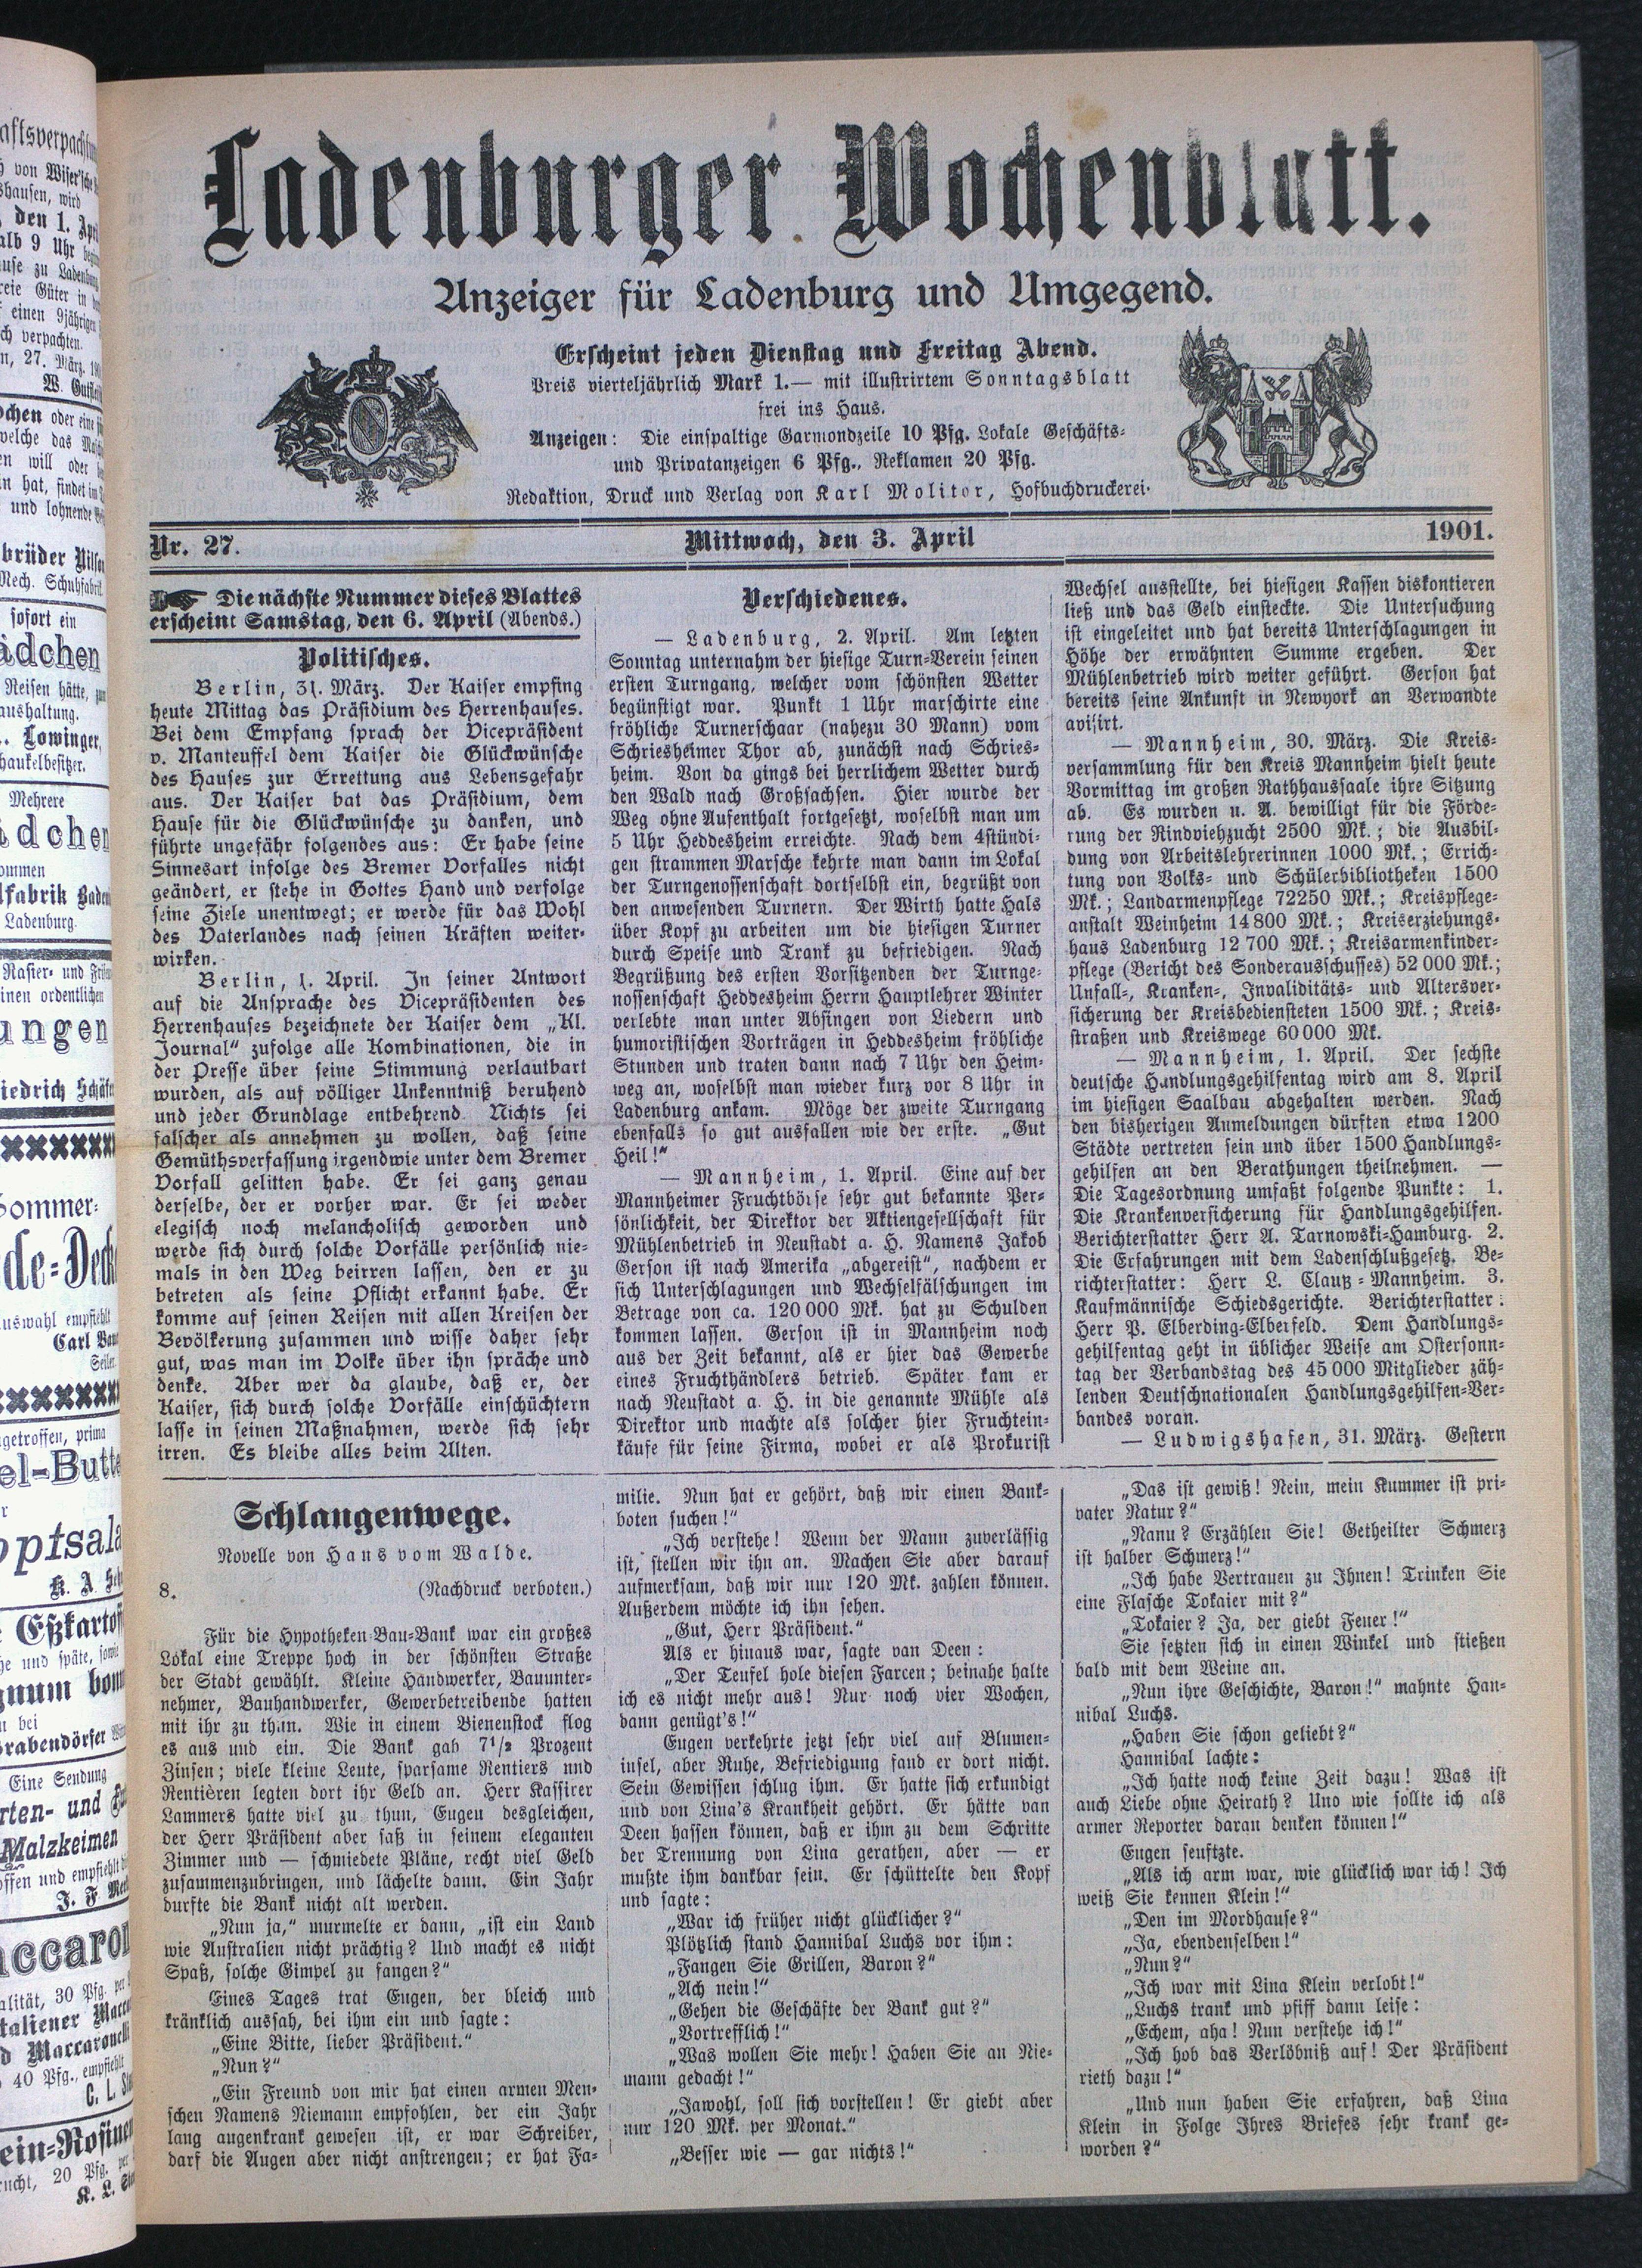 Ladenburger Wochenblatt.
Anzeiger für Ladenburg und Umgegend.
Erscheint jeden Dienstag und Freitag Abend.
Preis vierteljährlich Mark 1.— mit illustrirtem Sonntagsblatt
frei ins Haus.
Anzeigen: Die einspaltige Garmondzeile 10 Pfg. Lokale Geschäfts-
und Privatanzeigen 6 Pfg., Reklamen 20 Pfg.
Redaktion, Druck und Verlag von Karl Molitor, Hofbuchdruckerei.
Nr. 27.
Mittwoch, den 3. April
1901.
Die nächste Nummer dieses Blattes
erscheint Samstag, den 6. April (Abends.)
Politisches.
Berlin, 31. März. Der Kaiser empfing
heute Mittag das Präsidium des Herrenhauses.
Bei dem Empfang sprach der Vicepräsident
v. Manteuffel dem Kaiser die Glückwünsche
des Hauses zur Errettung aus Lebensgefahr
aus. Der Kaiser bat das Präsidium, dem
Hause für die Glückwünsche zu danken, und
führte ungefähr folgendes aus: Er habe seine
Sinnesart infolge des Bremer Vorfalles nicht
geändert, er stehe in Gottes Hand und verfolge
seine Ziele unentwegt; er werde für das Wohl
des Vaterlandes nach seinen Kräften weiter-
wirken.
Berlin, 1. April. In seiner Antwort
auf die Ansprache des Vicepräsidenten des
Herrenhauses bezeichnete der Kaiser dem „Kl.
Journal“ zufolge alle Kombinationen, die in
der Presse über seine Stimmung verlautbart
wurden, als auf völliger Unkenntniß beruhend
und jeder Grundlage entbehrend. Nichts sei
falscher als annehmen zu wollen, daß seine
Gemüthsverfassung irgendwie unter dem Bremer
Vorfall gelitten habe. Er sei ganz genau
derselbe, der er vorher war. Er sei weder
elegisch noch melancholisch geworden und
werde sich durch solche Vorfälle persönlich nie-
mals in den Weg beirren lassen, den er zu
betreten als seine Pflicht erkannt habe. Er
komme auf seinen Reisen mit allen Kreisen der
Bevölkerung zusammen und wisse daher sehr
gut, was man im Volke über ihn spräche und
denke. Aber wer da glaube, daß er, der
Kaiser, sich durch solche Vorfälle einschüchtern
lasse in seinen Maßnahmen, werde sich sehr
irren. Es bleibe alles beim Alten.
Verschiedenes.
— Ladenburg, 2. April. Am letzten
Sonntag unternahm der hiesige Turn-Verein seinen
ersten Turngang, welcher vom schönsten Wetter
begünstigt war. Punkt 1 Uhr marschirte eine
fröhliche Turnerschaar (nahezu 30 Mann) vom
Schriesheimer Thor ab, zunächst nach Schries-
heim. Von da gings bei herrlichem Wetter durch
den Wald nach Großsachsen. Hier wurde der
Weg ohne Aufenthalt fortgesetzt, woselbst man um
5 Uhr Heddesheim erreichte. Nach dem 4stündi-
gen strammen Marsche kehrte man dann im Lokal
der Turngenossenschaft dortselbst ein, begrüßt von
den anwesenden Turnern. Der Wirth hatte Hals
über Kopf zu arbeiten um die hiesigen Turner
durch Speise und Trank zu befriedigen. Nach
Begrüßung des ersten Vorsitzenden der Turnge-
nossenschaft Heddesheim Herrn Hauptlehrer Winter
verlebte man unter Absingen von Liedern und
humoristischen Vorträgen in Heddesheim fröhliche
Stunden und traten dann nach 7 Uhr den Heim-
weg an, woselbst man wieder kurz vor 8 Uhr in
Ladenburg ankam. Möge der zweite Turngang
ebenfalls so gut ausfallen wie der erste. „Gut
Heil!“
— Mannheim, 1. April. Eine auf der
Mannheimer Fruchtbörse sehr gut bekannte Per-
sönlichkeit, der Direktor der Aktiengesellschaft für
Mühlenbetrieb in Neustadt a. H. Namens Jakob
Gerson ist nach Amerika „abgereist“, nachdem er
sich Unterschlagungen und Wechselfälschungen im
Betrage von ca. 120 000 Mk. hat zu Schulden
kommen lassen. Gerson ist in Mannheim noch
aus der Zeit bekannt, als er hier das Gewerbe
eines Fruchthändlers betrieb. Später kam er
nach Neustadt a. H. in die genannte Mühle als
Direktor und machte als solcher hier Fruchtein-
käufe für seine Firma, wobei er als Prokurist
Wechsel ausstellte, bei hiesigen Kassen diskontieren
ließ und das Geld einsteckte. Die Untersuchung
ist eingeleitet und hat bereits Unterschlagungen in
Höhe der erwähnten Summe ergeben. Der
Mühlenbetrieb wird weiter geführt. Gerson hat
bereits seine Ankunft in Newyork an Verwandte
avisirt.
— Mannheim, 30. März. Die Kreis-
versammlung für den Kreis Mannheim hielt heute
Vormittag im großen Rathhaussaale ihre Sitzung
ab. Es wurden u. A. bewilligt für die Förde-
rung der Rindviehzucht 2500 Mk.; die Ausbil-
dung von Arbeitslehrerinnen 1000 Mk.; Errich-
tung von Volks- und Schülerbibliotheken 1500
Mk.; Landarmenpflege 72250 Mk.; Kreispflege-
anstalt Weinheim 14 800 Mk.; Kreiserziehungs-
haus Ladenburg 12 700 Mk.; Kreisarmenkinder-
pflege (Bericht des Sonderausschusses) 52 000 Mk.;
Unfall-, Kranken-, Invaliditäts- und Altersver-
sicherung der Kreisbediensteten 1500 Mk.; Kreis-
straßen und Kreiswege 60 000 Mk.
— Mannheim, 1. April. Der sechste
deutsche Handlungsgehilfentag wird am 8. April
im hiesigen Saalbau abgehalten werden. Nach
den bisherigen Anmeldungen dürften etwa 1200
Städte vertreten sein und über 1500 Handlungs-
gehilfen an den Berathungen theilnehmen. —
Die Tagesordnung umfaßt folgende Punkte: 1.
Die Krankenversicherung für Handlungsgehilfen.
Berichterstatter Herr A. Tarnowski-Hamburg. 2.
Die Erfahrungen mit dem Ladenschlußgesetz. Be-
richterstatter: Herr L. Clauß-Mannheim. 3.
Kaufmännische Schiedsgerichte. Berichterstatter:
Herr P. Elberding-Elberfeld. Dem Handlungs-
gehilfentag geht in üblicher Weise am Ostersonn-
tag der Verbandstag des 45 000 Mitglieder zäh-
lenden Deutschnationalen Handlungsgehilfen-Ver-
bandes voran.
— Ludwigshafen, 31. März. Gestern
Schlangenwege.
Novelle von Hans vom Walde.
8.
(Nachdruck verboten.)
Für die Hypotheken-Bau-Bank war ein großes
Lokal eine Treppe hoch in der schönsten Straße
der Stadt gewählt. Kleine Handwerker, Bauunter-
nehmer, Bauhandwerker, Gewerbetreibende hatten
mit ihr zu thun. Wie in einem Bienenstock flog
es aus und ein. Die Bank gab 7½ Prozent
Zinsen; viele kleine Leute, sparsame Rentiers und
Rentièren legten dort ihr Geld an. Herr Kassirer
Lammers hatte viel zu thun, Eugen desgleichen,
der Herr Präsident aber saß in seinem eleganten
Zimmer und — schmiedete Pläne, recht viel Geld
zusammenzubringen, und lächelte dann. Ein Jahr
durfte die Bank nicht alt werden.
„Nun ja,“ murmelte er dann, „ist ein Land
wie Australien nicht prächtig? Und macht es nicht
Spaß, solche Gimpel zu fangen?“
Eines Tages trat Eugen, der bleich und
kränklich aussah, bei ihm ein und sagte:
„Eine Bitte, lieber Präsident.“
„Nun?“
„Ein Freund von mir hat einen armen Men-
schen Namens Niemann empfohlen, der ein Jahr
lang augenkrank gewesen ist, er war Schreiber,
darf die Augen aber nicht anstrengen; er hat Fa-
milie. Nun hat er gehört, daß wir einen Bank-
boten suchen!“
„Ich verstehe! Wenn der Mann zuverlässig
ist, stellen wir ihn an. Machen Sie aber darauf
aufmerksam, daß wir nur 120 Mk. zahlen können.
Außerdem möchte ich ihn sehen.
„Gut, Herr Präsident.“
Als er hinaus war, sagte van Deen:
„Der Teufel hole diesen Farcen; beinahe halte
ich es nicht mehr aus! Nur noch vier Wochen,
dann genügt's!“
Eugen verkehrte jetzt sehr viel auf Blumen-
insel, aber Ruhe, Befriedigung fand er dort nicht.
Sein Gewissen schlug ihm. Er hatte sich erkundigt
und von Lina's Krankheit gehört. Er hätte van
Deen hassen können, daß er ihm zu dem Schritte
der Trennung von Lina gerathen, aber — er
mußte ihm dankbar sein. Er schüttelte den Kopf
und sagte:
„War ich früher nicht glücklicher?“
Plötzlich stand Hannibal Luchs vor ihm:
„Fangen Sie Grillen, Baron?“
„Ach nein!“
„Gehen die Geschäfte der Bank gut?“
„Vortrefflich!“
„Was wollen Sie mehr! Haben Sie an Nie-
mann gedacht!“
„Jawohl, soll sich vorstellen! Er giebt aber
nur 120 Mk. per Monat.“
„Besser wie — gar nichts!“
„Das ist gewiß! Nein, mein Kummer ist pri-
vater Natur?“
„Nanu? Erzählen Sie! Getheilter Schmerz
ist halber Schmerz!“
„Ich habe Vertrauen zu Ihnen! Trinken Sie
eine Flasche Tokaier mit?“
„Tokaier? Ja, der giebt Feuer!“
Sie setzten sich in einen Winkel und stießen
bald mit dem Weine an.
„Nun ihre Geschichte, Baron!“ mahnte Han-
nibal Luchs.
„Haben Sie schon geliebt?“
Hannibal lachte:
„Ich hatte noch keine Zeit dazu! Was ist
auch Liebe ohne Heirath? Uno wie sollte ich als
armer Reporter daran denken können!“
Eugen seufzte.
„Als ich arm war, wie glücklich war ich! Ich
weiß Sie kennen Klein!“
„Den im Mordhause?“
„Ja, ebendenselben!“
„Nun?“
„Ich war mit Lina Klein verlobt!“
„Luchs trank und pfiff dann leise:
„Echem, aha! Nun verstehe ich!“
„Ich hob das Verlöbniß auf! Der Präsident
rieth dazu!“
„Und nun haben Sie erfahren, daß Lina
Klein in Folge Ihres Briefes sehr krank ge-
worden?“